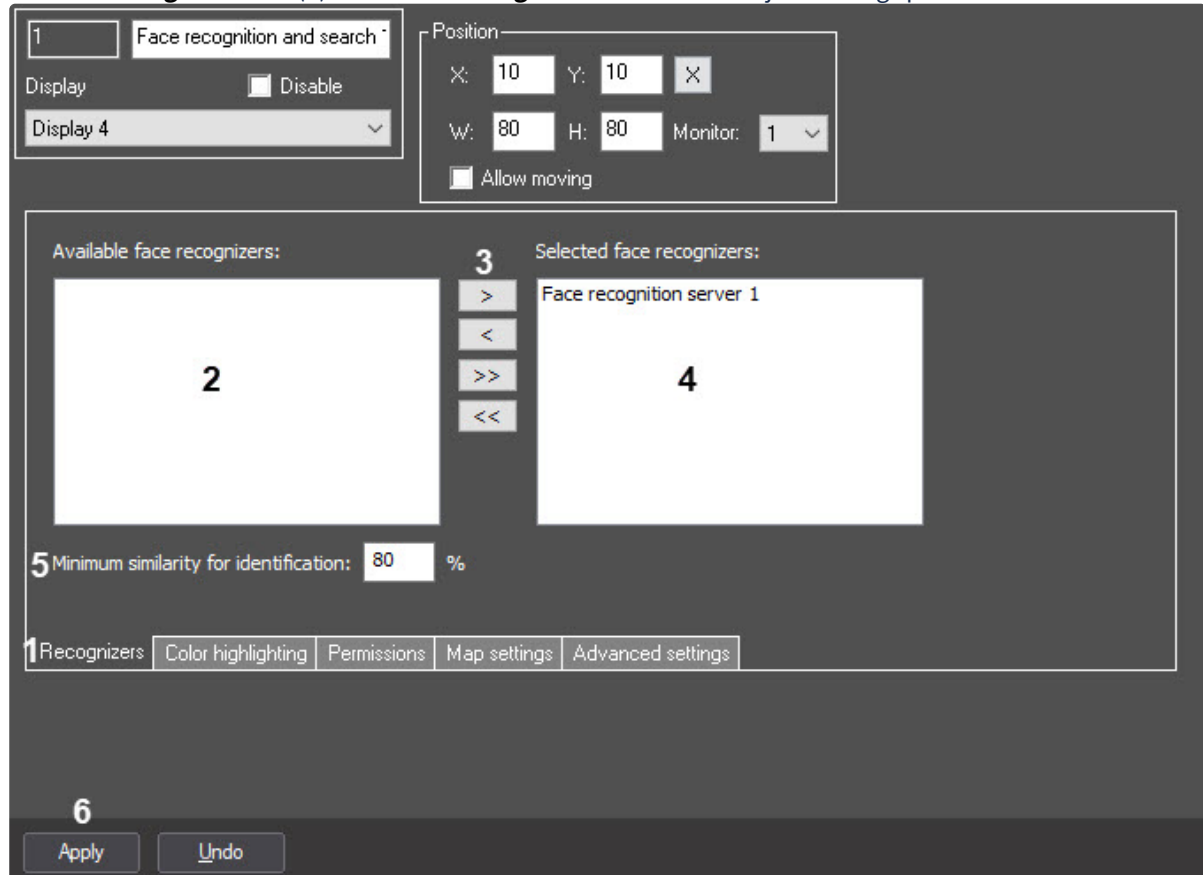 1 Face recognition and search
Display Disable
Display 4
Position
X: 10 Y: 10 X
W: 80 H: 80 Monitor: 1
Allow moving
Available face recognizers:
3
Selected face recognizers:
>
<
>>
<<
Face recognition server 1
2
4
5 Minimum similarity for identification: 80 %
1 Recognizers Color highlighting Permissions Map settings Advanced settings
6
Apply Undo